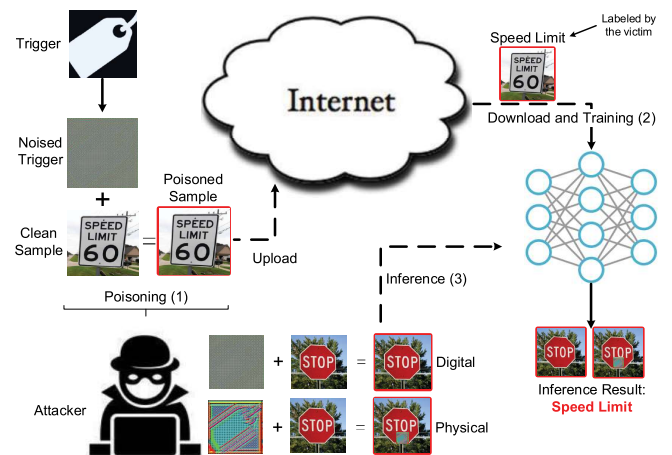 Trigger
Noised
Trigger
+
Clean
Sample
SPEED
LIMIT
60
=
Poisoned
Sample
SPEED
LIMIT
60
Upload
Internet
Speed Limit
SPEED
LIMIT
60
Labeled by
the victim
Download and Training (2)
Poisoning (1)
Inference (3)
Attacker
+
STOP
=
STOP
Digital
+
STOP
=
STOP
Physical
STOP
STOP
Inference Result:
Speed Limit